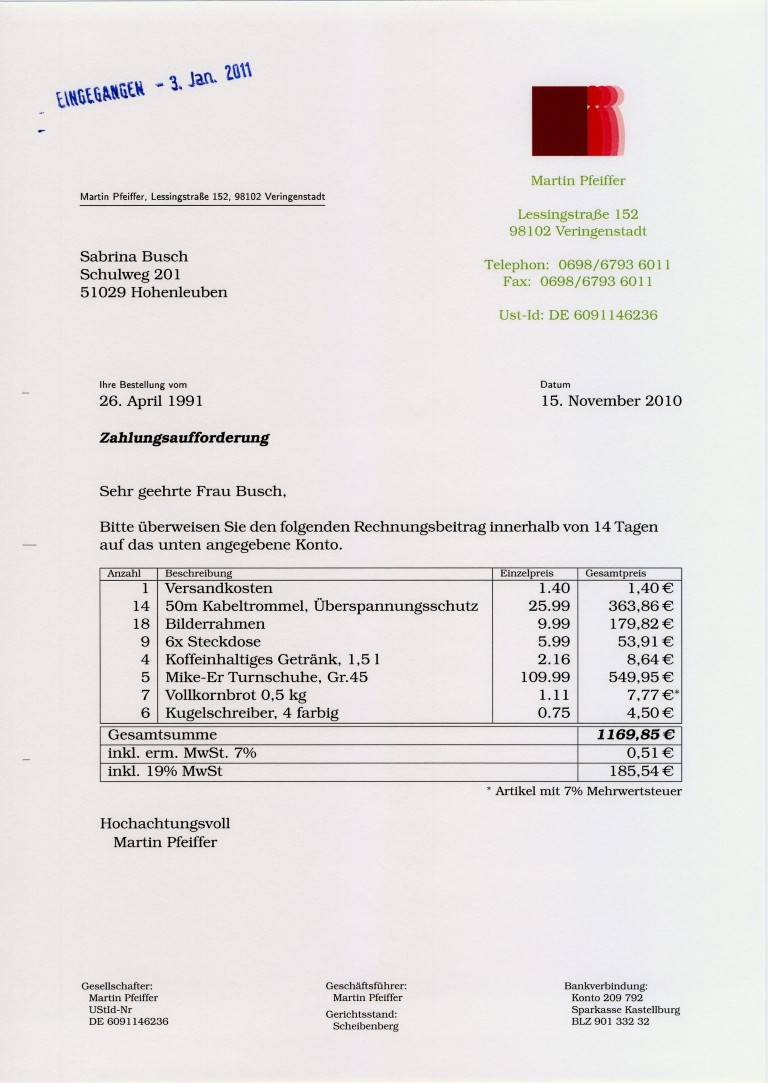 EINGEGANGEN - 3. Jan. 2011
Martin Pfeiffer
Lessingstraße 152
98102 Veringenstadt
Telephon: 0698/6793 6011
Fax: 0698/6793 6011
Ust-Id: DE 6091146236
Martin Pfeiffer, Lessingstraße 152, 98102 Veringenstadt
Sabrina Busch
Schulweg 201
51029 Hohenleuben
Ihre Bestellung vom
26. April 1991
Datum
15. November 2010
Zahlungsaufforderung
Sehr geehrte Frau Busch,
Bitte überweisen Sie den folgenden Rechnungsbeitrag innerhalb von 14 Tagen
auf das unten angegebene Konto.
Anzahl Beschreibung Einzelpreis Gesamtpreis
1 Versandkosten 1.40 1,40 €
14 50m Kabeltrommel, Überspannungsschutz 25.99 363,86 €
18 Bilderrahmen 9.99 179,82 €
9 6x Steckdose 5.99 53,91 €
4 Koffeinhaltiges Getränk, 1,5 l 2.16 8,64 €
5 Mike-Er Turnschuhe, Gr.45 109.99 549,95 €
7 Vollkornbrot 0,5 kg 1.11 7,77 €*
6 Kugelschreiber, 4 farbig 0.75 4,50 €
Gesamtsumme 1169,85 €
inkl. erm. MwSt. 7% 0,51 €
inkl. 19% MwSt 185,54 €
* Artikel mit 7% Mehrwertsteuer
Hochachtungsvoll
Martin Pfeiffer
Gesellschafter:
Martin Pfeiffer
UStId-Nr
DE 6091146236
Geschäftsführer:
Martin Pfeiffer
Gerichtsstand:
Scheibenberg
Bankverbindung:
Konto 209 792
Sparkasse Kastellburg
BLZ 901 332 32